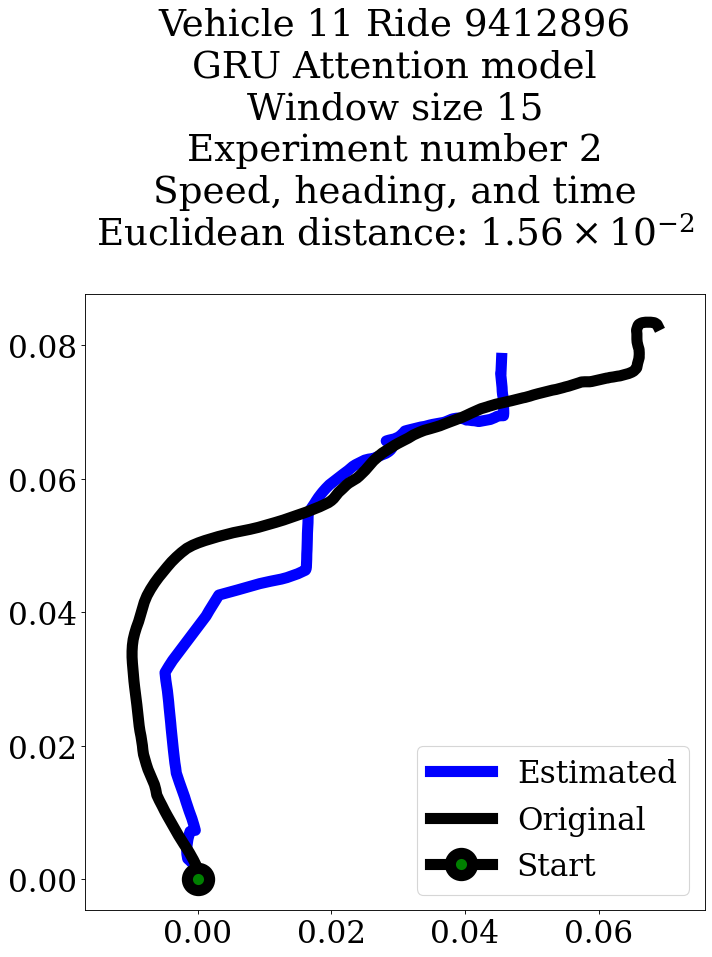 Vehicle 11 Ride 9412896
GRU Attention model
Window size 15
Experiment number 2
Speed, heading, and time
Euclidean distance: 1.56 × 10⁻²
0.08
0.06
0.04
0.02
0.00
Estimated
Original
Start
0.00 0.02 0.04 0.06